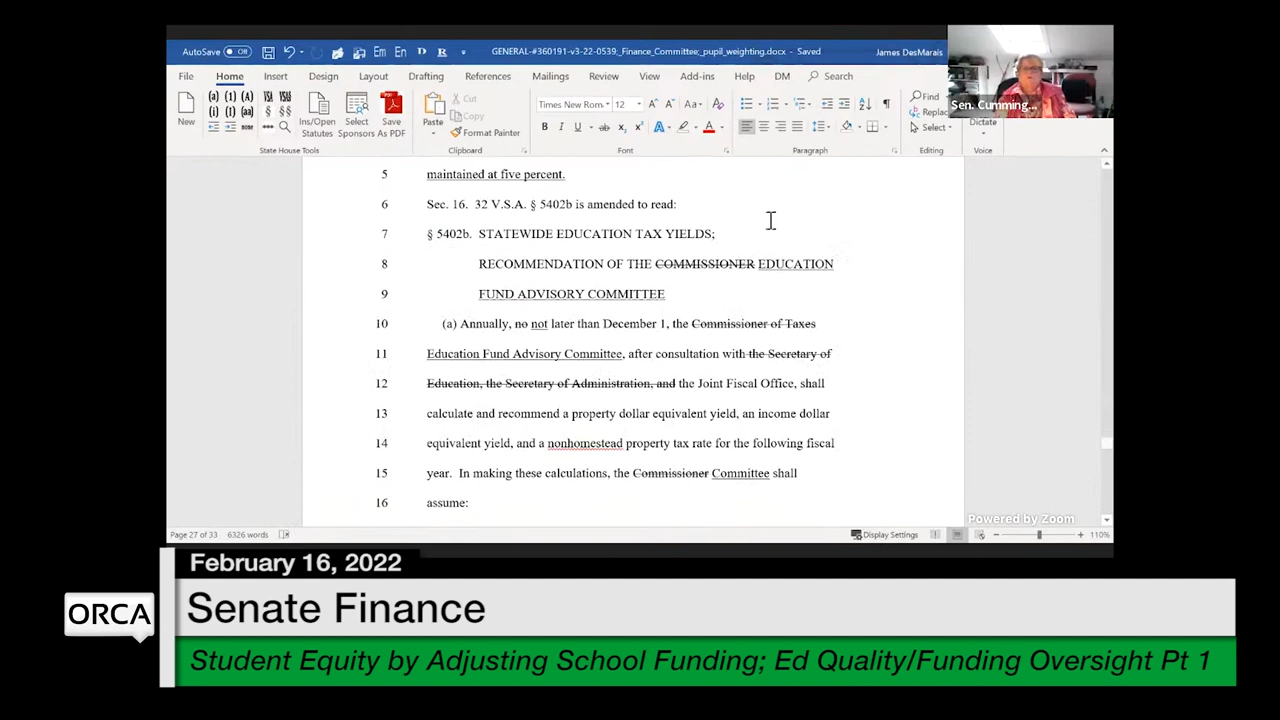 AutoSave Off GENERAL-#360191-v3-22-0539;_Finance_Committee;_pupil_weighting.docx - Saved James DesMarais
File Home Insert Design Layout Drafting References Mailings Review View Add-ins Help DM Search
Sen. Cumming...
New
Ins/Open Statutes
Select Sponsors
Save As PDF
State House Tools
Paste
Cut
Copy
Format Painter
Clipboard
Times New Rom 12
Font
Paragraph
Find
Replac
Select
Editing
Dictate
Voice
5 maintained at five percent.
6 Sec. 16. 32 V.S.A. § 5402b is amended to read:
7 § 5402b. STATEWIDE EDUCATION TAX YIELDS;
8 RECOMMENDATION OF THE COMMISSIONER EDUCATION
9 FUND ADVISORY COMMITTEE
10 (a) Annually, no not later than December 1, the Commissioner of Taxes
11 Education Fund Advisory Committee, after consultation with the Secretary of
12 Education, the Secretary of Administration, and the Joint Fiscal Office, shall
13 calculate and recommend a property dollar equivalent yield, an income dollar
14 equivalent yield, and a nonhomestead property tax rate for the following fiscal
15 year. In making these calculations, the Commissioner Committee shall
16 assume:
Powered by Zoom
Page 27 of 33 6326 words Display Settings 110%
February 16, 2022
ORCA
Senate Finance
Student Equity by Adjusting School Funding; Ed Quality/Funding Oversight Pt 1